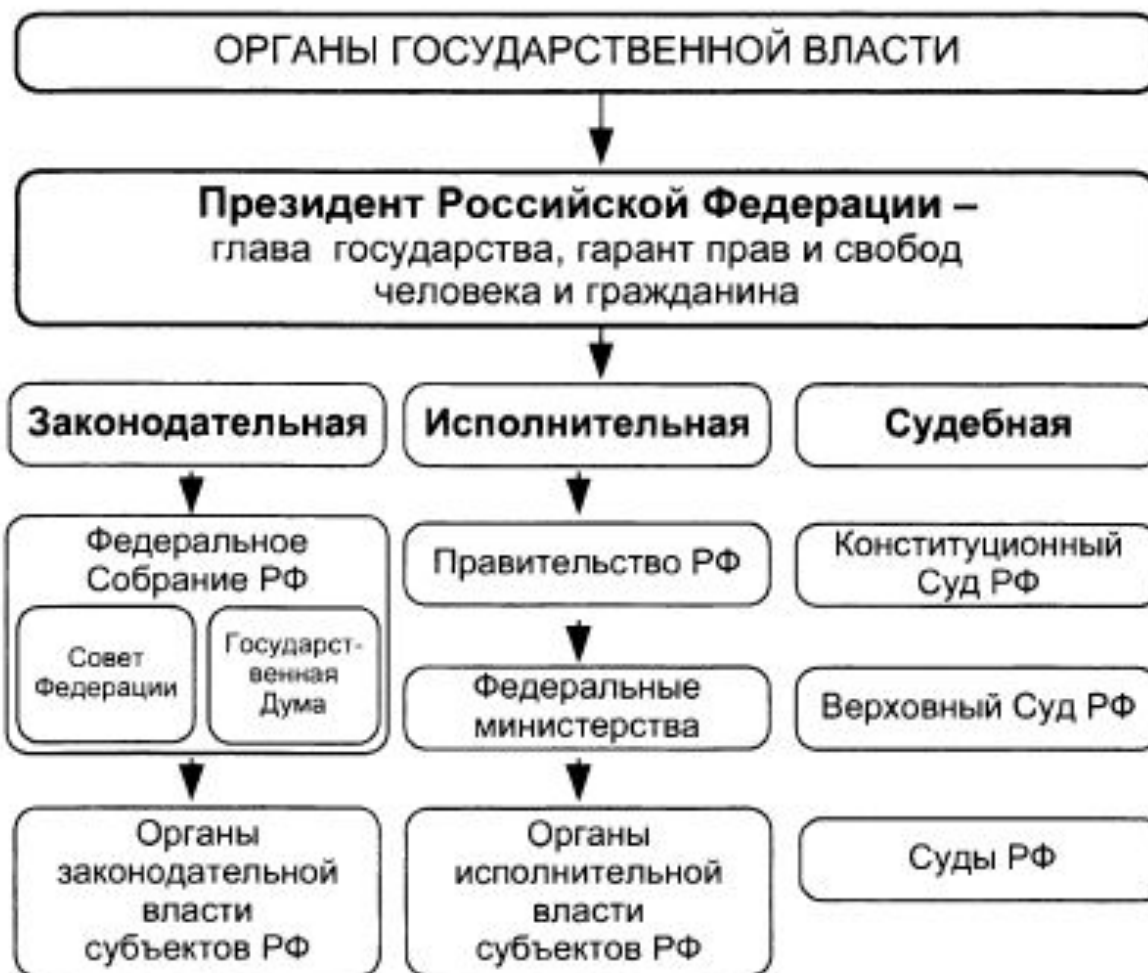 ОРГАНЫ ГОСУДАРСТВЕННОЙ ВЛАСТИ
Президент Российской Федерации –
глава государства, гарант прав и свобод
человека и гражданина
Законодательная
Исполнительная
Судебная
Федеральное
Собрание РФ
Совет
Федерации
Государст-
венная
Дума
Органы
законодательной
власти
субъектов РФ
Правительство РФ
Федеральные
министерства
Органы
исполнительной
власти
субъектов РФ
Конституционный
Суд РФ
Верховный Суд РФ
Суды РФ